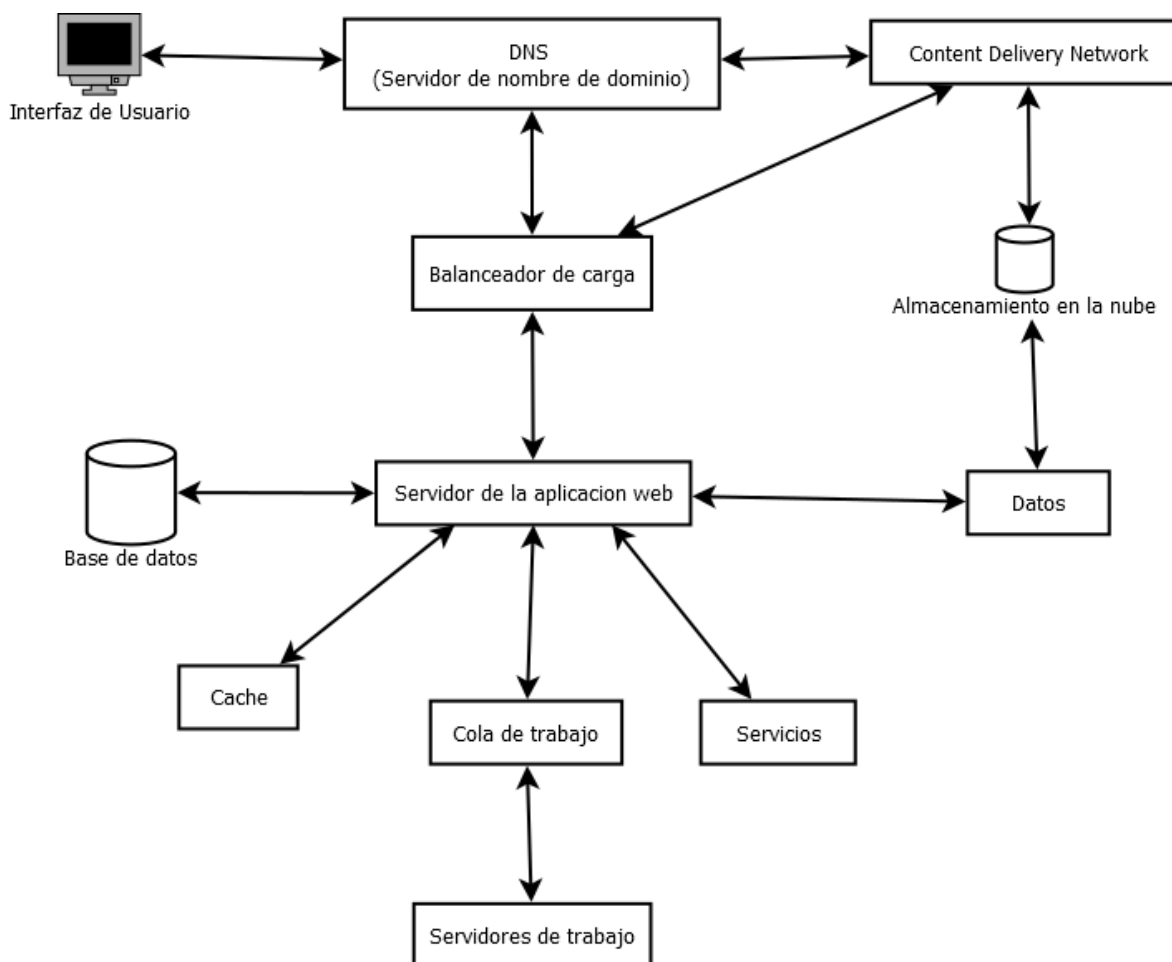 DNS
(Servidor de nombre de dominio)
Content Delivery Network
Interfaz de Usuario
Balanceador de carga
Almacenamiento en la nube
Servidor de la aplicacion web
Datos
Base de datos
Cache
Cola de trabajo
Servicios
Servidores de trabajo